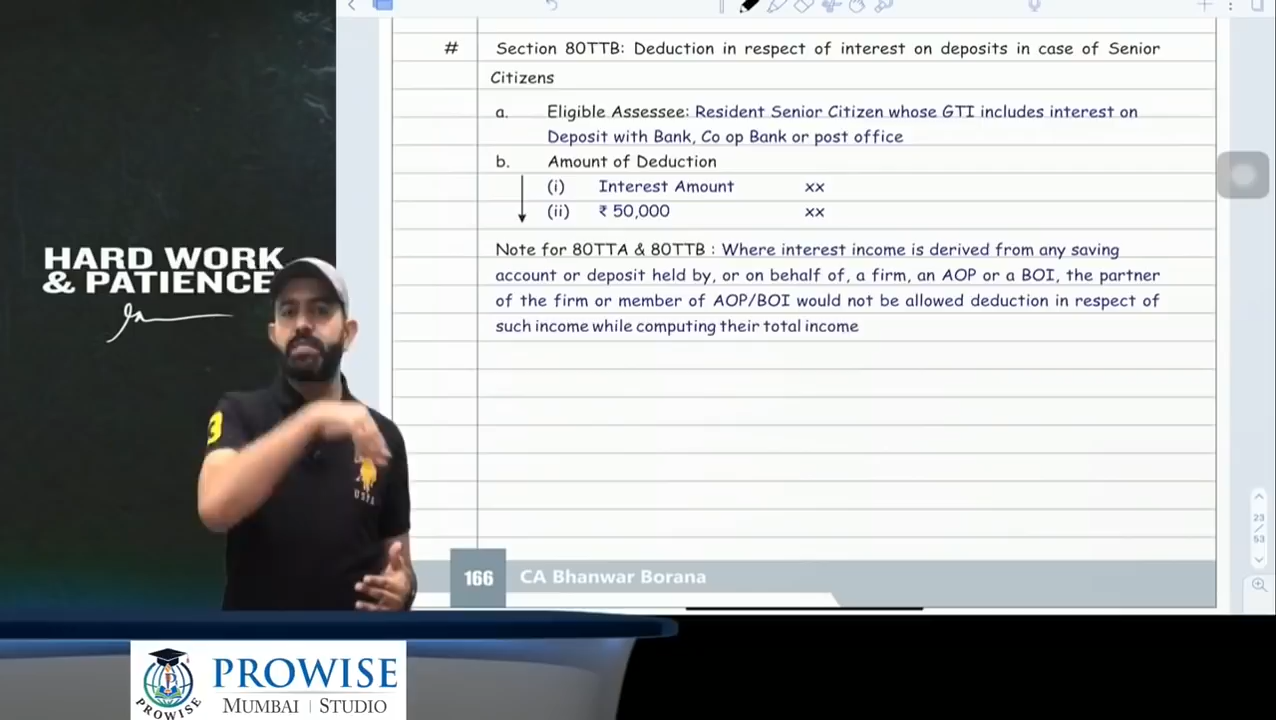 # Section 80TTB: Deduction in respect of interest on deposits in case of Senior
Citizens
a. Eligible Assessee: Resident Senior Citizen whose GTI includes interest on
Deposit with Bank, Co op Bank or post office
b. Amount of Deduction
(i) Interest Amount xx
(ii) ₹ 50,000 xx
Note for 80TTA & 80TTB : Where interest income is derived from any saving
account or deposit held by, or on behalf of, a firm, an AOP or a BOI, the partner
of the firm or member of AOP/BOI would not be allowed deduction in respect of
such income while computing their total income
HARD WORK
& PATIENCE
3
USPA
23
/
53
166 CA Bhanwar Borana
PROWISE
PROWISE
MUMBAI | STUDIO